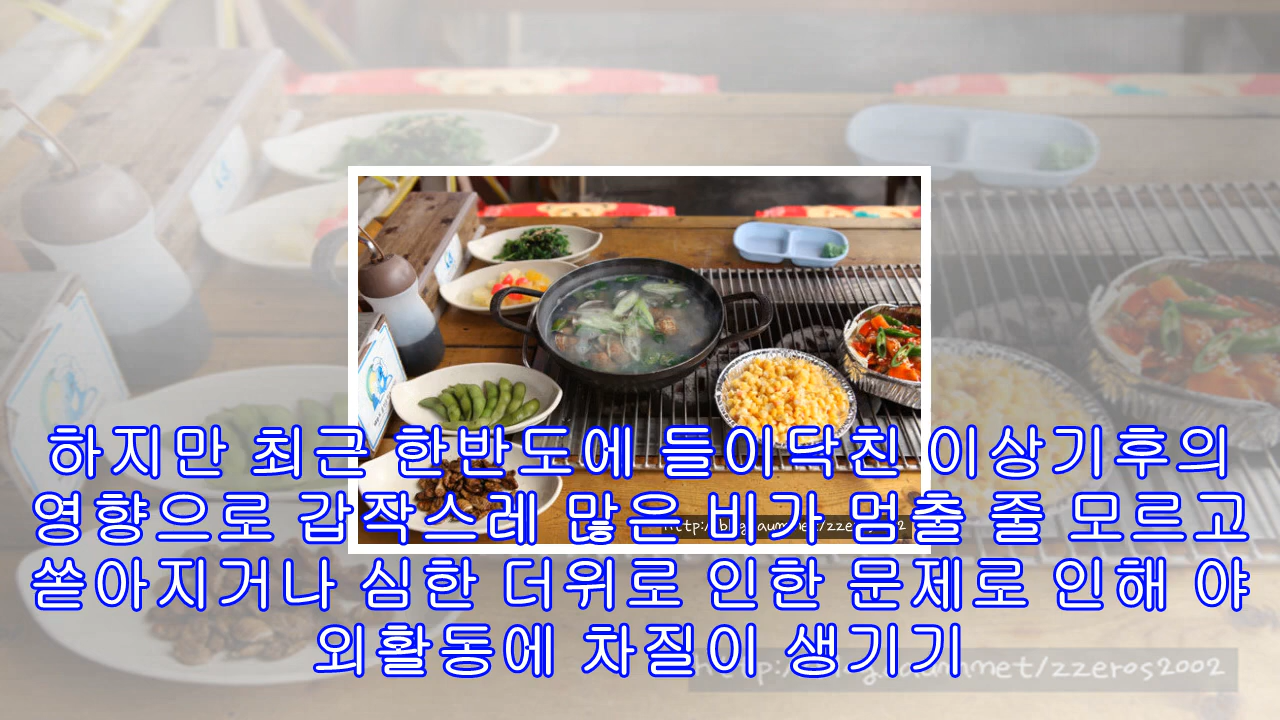 하지만 최근 한반도에 들이닥친 이상기후의
영향으로 갑작스레 많은 비가 멈출 줄 모르고
쏟아지거나 심한 더위로 인한 문제로 인해 야
외활동에 차질이 생기기
/zzeros2002